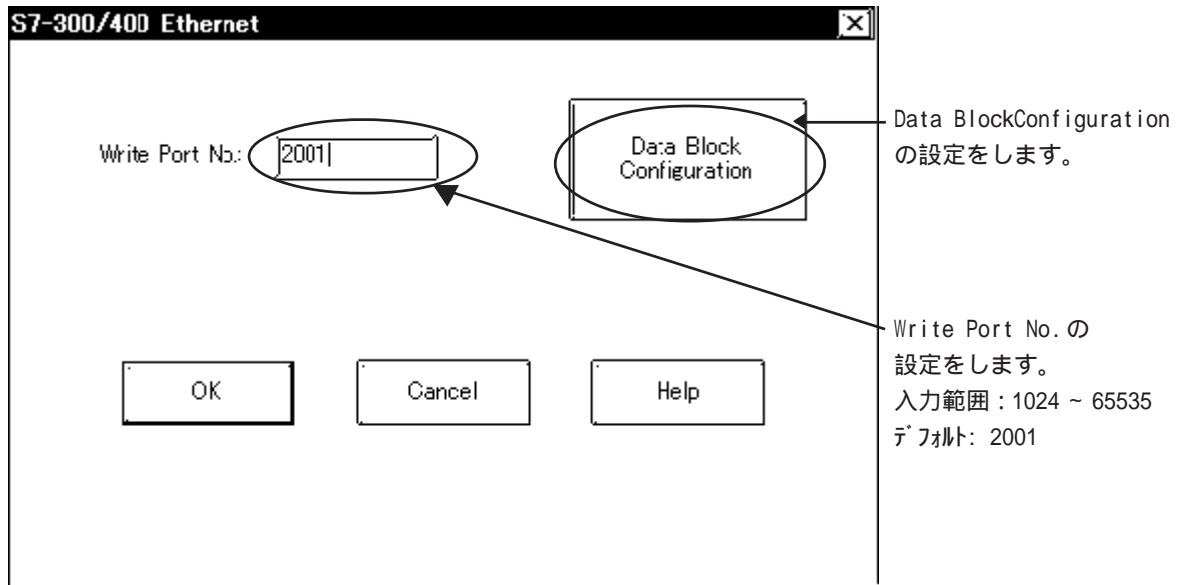 S7-300/400 Ethernet
Write Port No.: 2001
Data Block
Configuration
OK
Cancel
Help
Data BlockConfiguration
の設定をします。
Write Port No.の
設定をします。
入力範囲：1024 ~ 65535
ﾃﾞﾌｫﾙﾄ: 2001